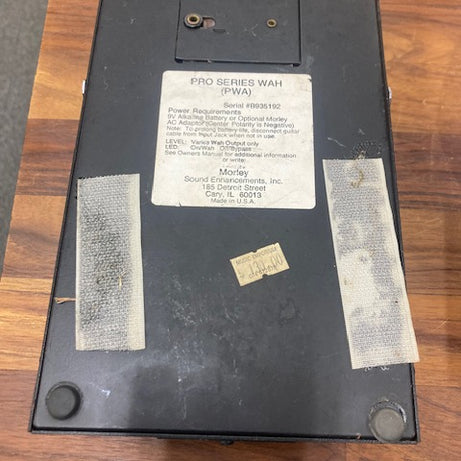 PRO SERIES WAH
(PWA)
Serial #B935192
Power Requirements
9V Alkaline Battery or Optional Morley
AC Adaptor (Center Polarity is Negative)
Note: To prolong battery life, disconnect guitar
cable from Input Jack when not in use.
LEVEL: Varies Wah Output only
LED: On/Wah Off/Bypass
See Owners Manual for additional information
or write:
Morley
Sound Enhancements, Inc.
185 Detroit Street
Cary, IL 60013
Made in U.S.A.